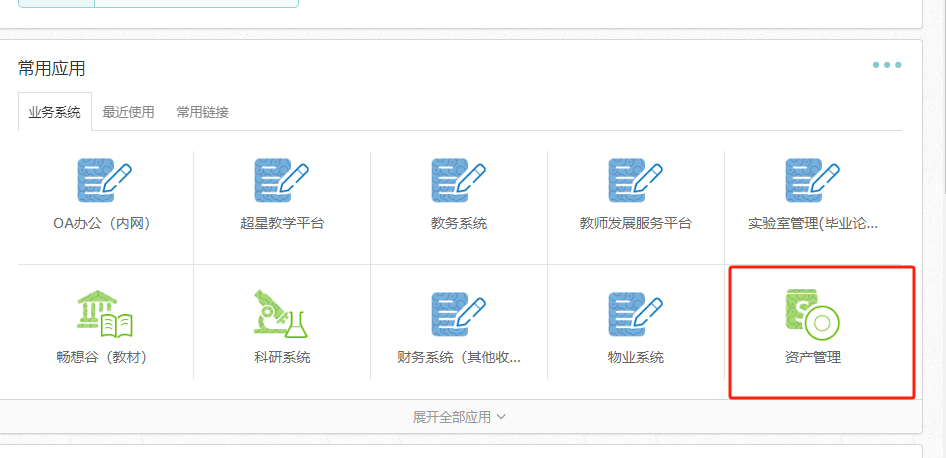 常用应用
业务系统 最近使用 常用链接
OA办公（内网） 超星教学平台 教务系统 教师发展服务平台 实验室管理(毕业论...
畅想谷（教材） 科研系统 财务系统（其他收... 物业系统 资产管理
展开全部应用